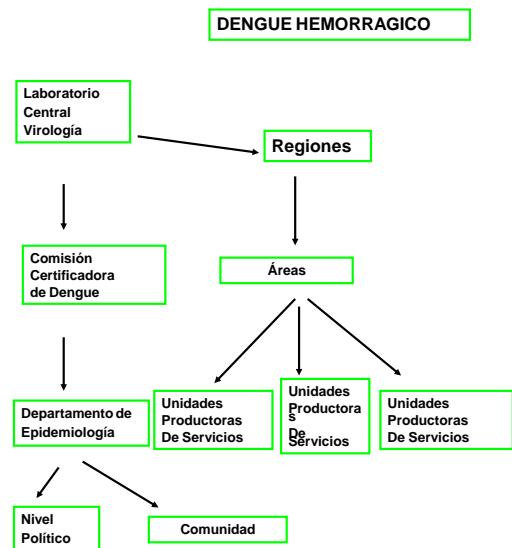 DENGUE HEMORRAGICO
Laboratorio
Central
Virología
Regiones
Comisión
Certificadora
de Dengue
Áreas
Departamento de
Epidemiología
Unidades
Productoras
De Servicios
Unidades
Productora
s
De
Servicios
Unidades
Productoras
De Servicios
Nivel
Político
Comunidad